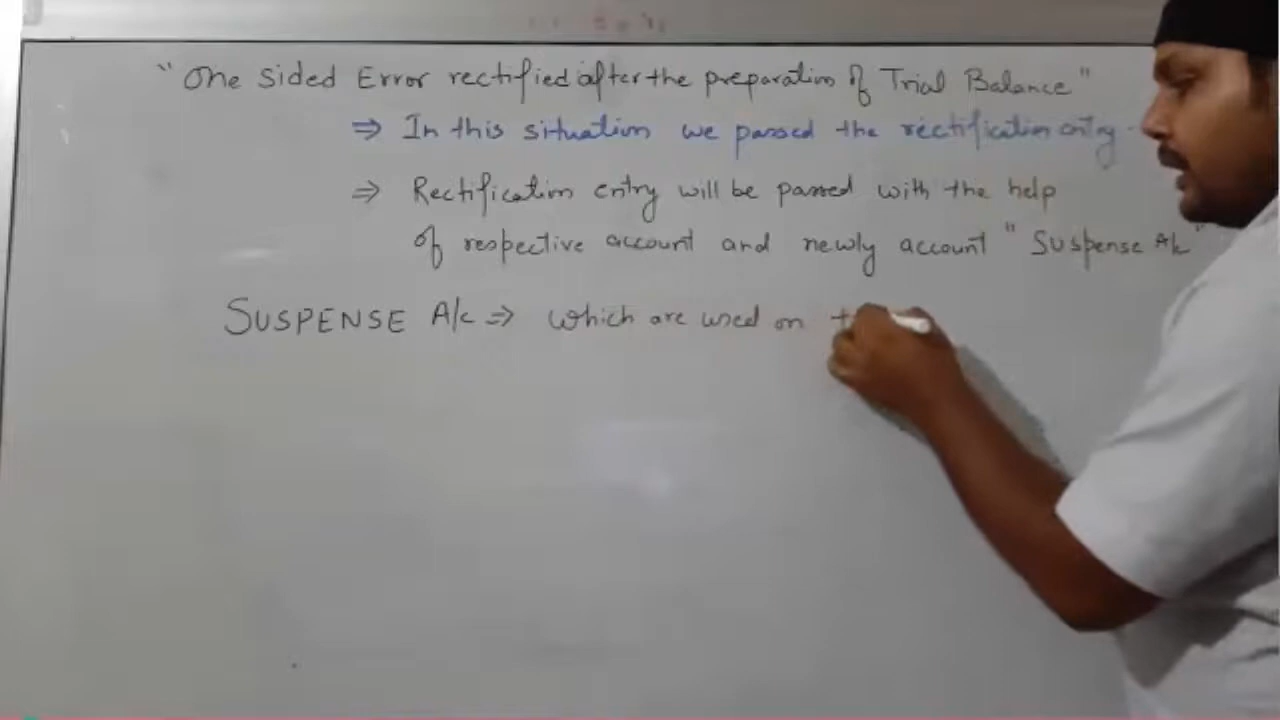 "One sided Error rectified after the preparation of Trial Balance"
⇒ In this situation we passed the rectification entry.
⇒ Rectification entry will be passed with the help
of respective account and newly account "Suspense A/c"
SUSPENSE A/c ⇒ which are used on